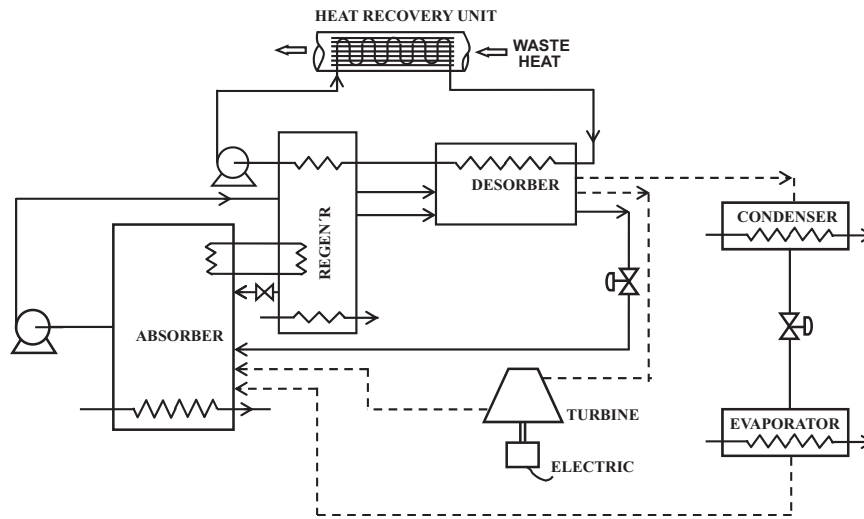 HEAT RECOVERY UNIT
WASTE
HEAT
DESORBER
REGEN´R
CONDENSER
ABSORBER
TURBINE
EVAPORATOR
ELECTRIC